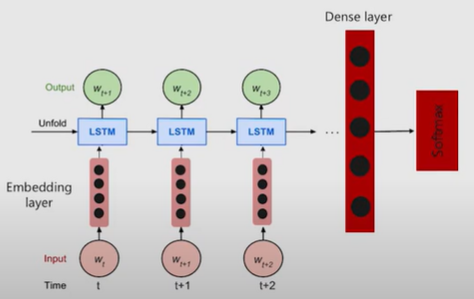 Dense layer
Output
w t+1
w t+2
w t+3
Unfold
LSTM
LSTM
LSTM
...
Softmax
Embedding
layer
Input
w t
w t+1
w t+2
Time
t
t+1
t+2